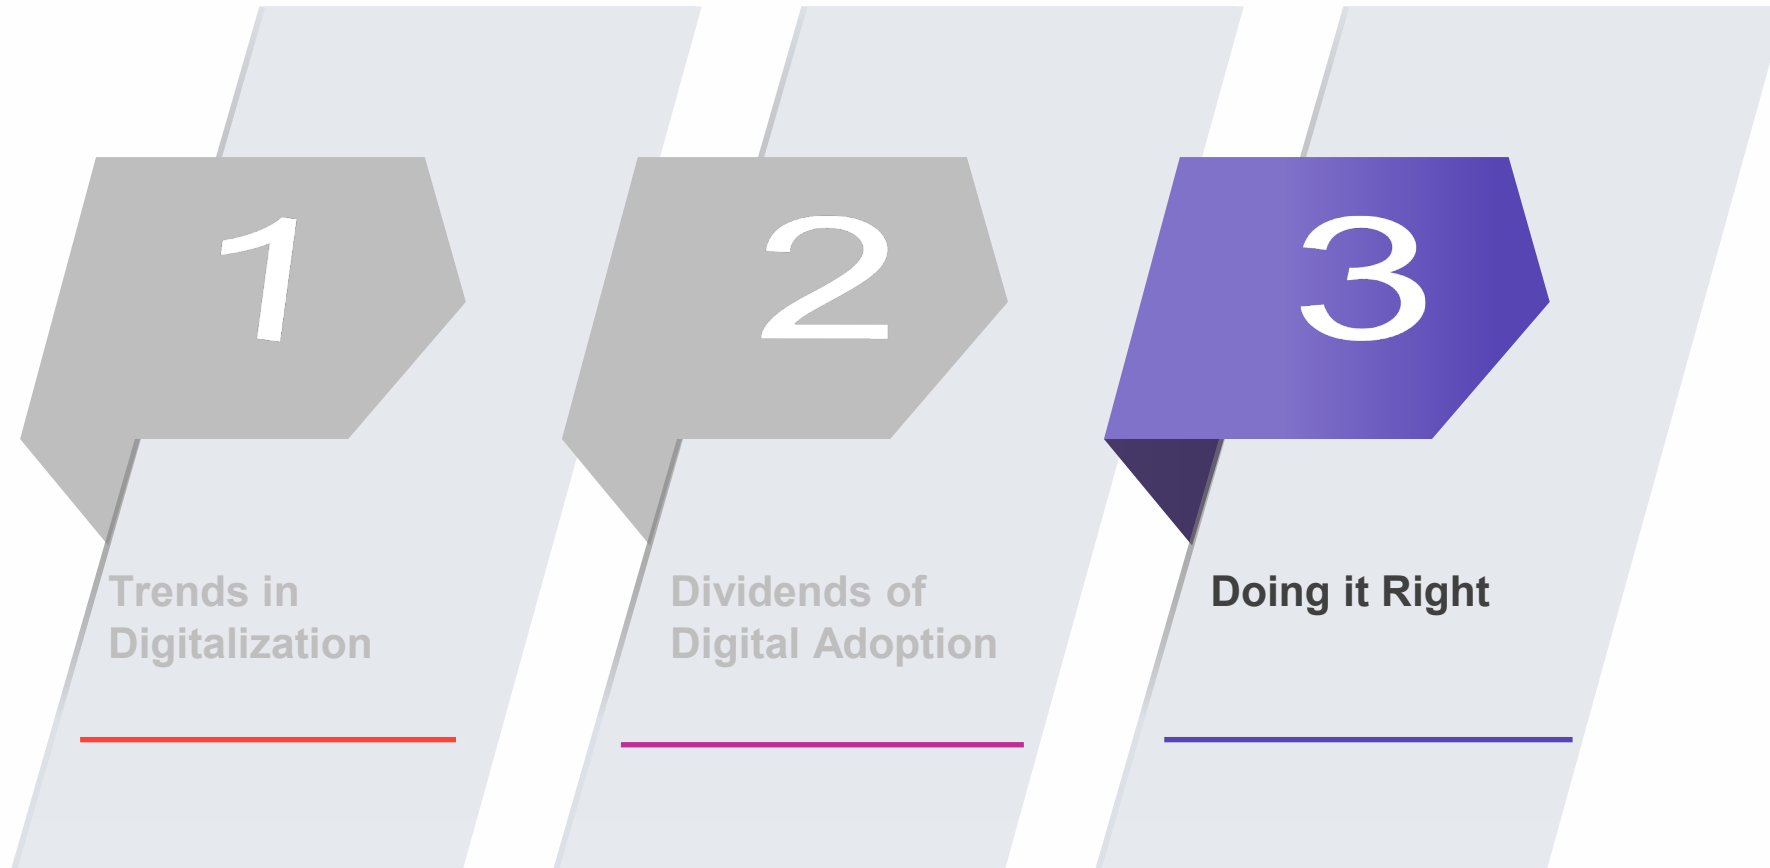 1
2
3
Trends in
Digitalization
Dividends of
Digital Adoption
Doing it Right